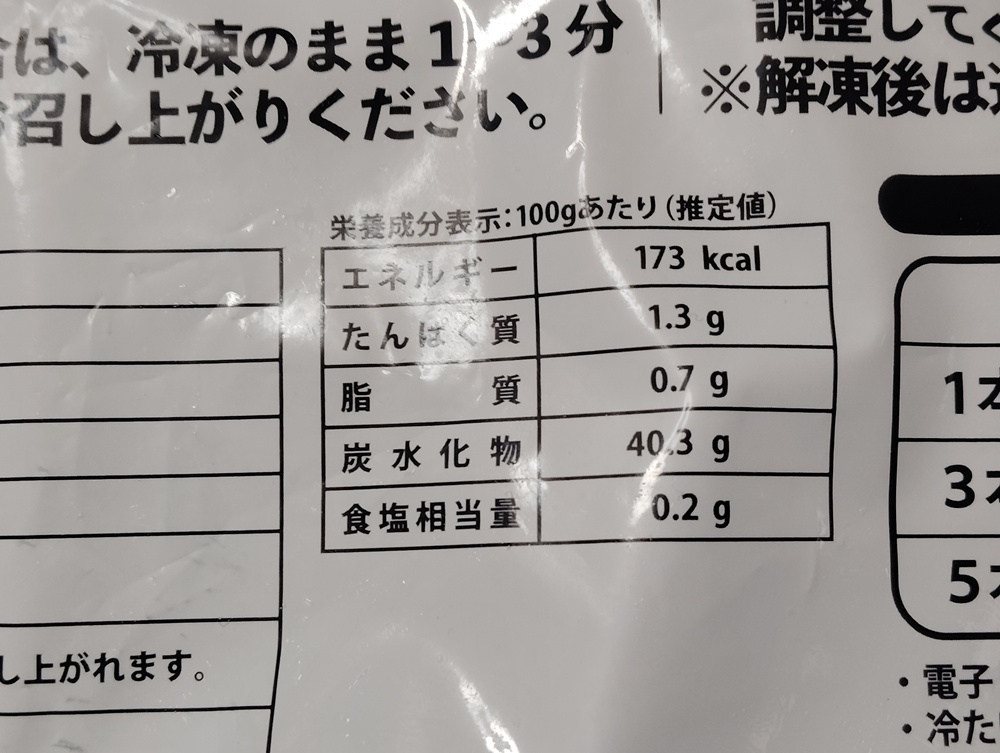 は、冷凍のまま1 3分
召し上がりください。
調整してく
※解凍後は
栄養成分表示:100gあたり(推定値)
エネルギー 173 kcal
たんぱく質 1.3 g
脂質 0.7 g
炭水化物 40.3 g
食塩相当量 0.2 g
し上がれます。
1本
3
5
・電子
・冷た